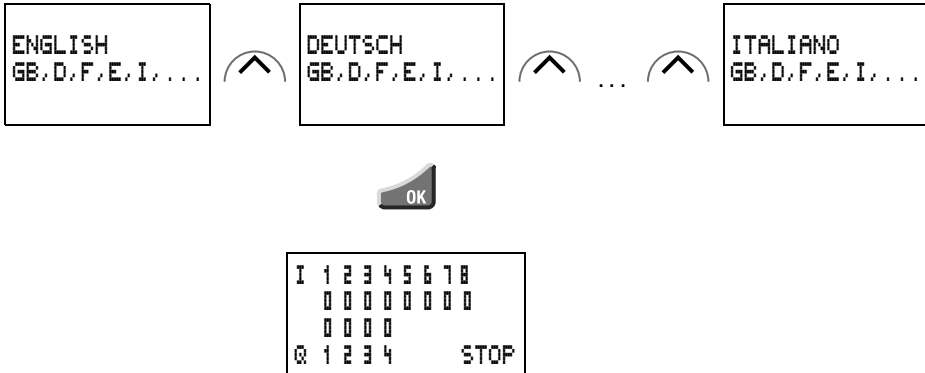 ENGLISH
GB,D,F,E,I,...
DEUTSCH
GB,D,F,E,I,...
...
ITALIANO
GB,D,F,E,I,...
OK
I 1 2 3 4 5 6 7 8
0 0 0 0 0 0 0 0
0 0 0 0
Q 1 2 3 4 STOP